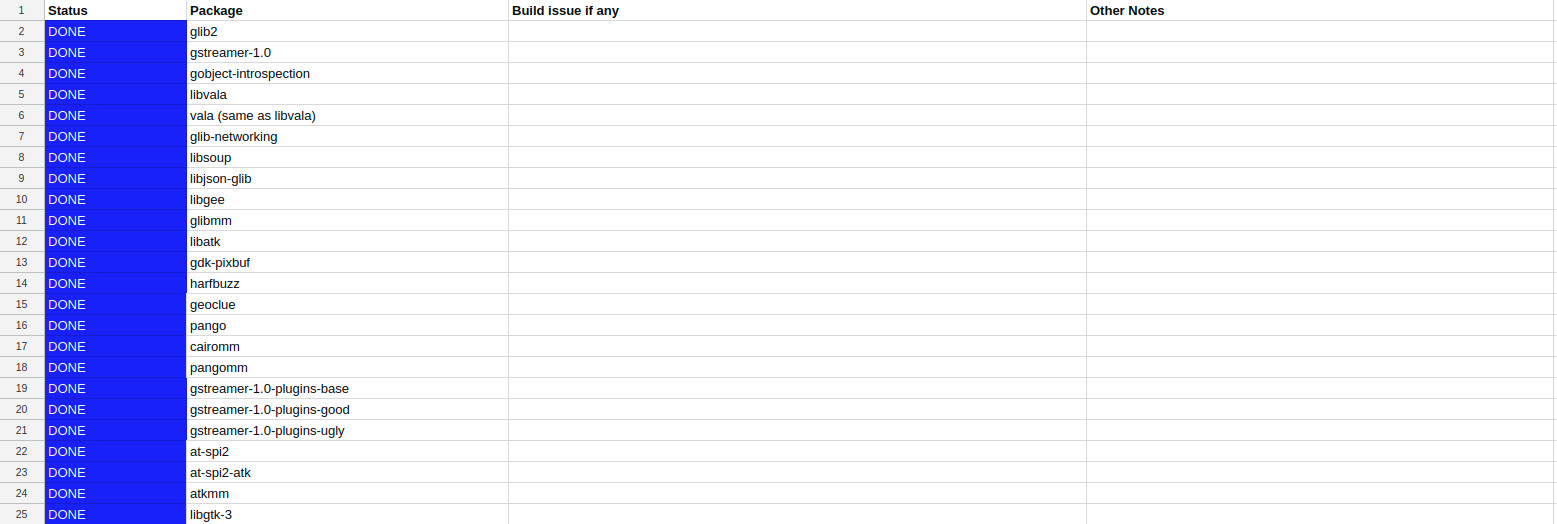 1 Status Package Build issue if any Other Notes
2 DONE glib2
3 DONE gstreamer-1.0
4 DONE gobject-introspection
5 DONE libvala
6 DONE vala (same as libvala)
7 DONE glib-networking
8 DONE libsoup
9 DONE libjson-glib
10 DONE libgee
11 DONE glibmm
12 DONE libatk
13 DONE gdk-pixbuf
14 DONE harfbuzz
15 DONE geoclue
16 DONE pango
17 DONE cairomm
18 DONE pangomm
19 DONE gstreamer-1.0-plugins-base
20 DONE gstreamer-1.0-plugins-good
21 DONE gstreamer-1.0-plugins-ugly
22 DONE at-spi2
23 DONE at-spi2-atk
24 DONE atkmm
25 DONE libgtk-3